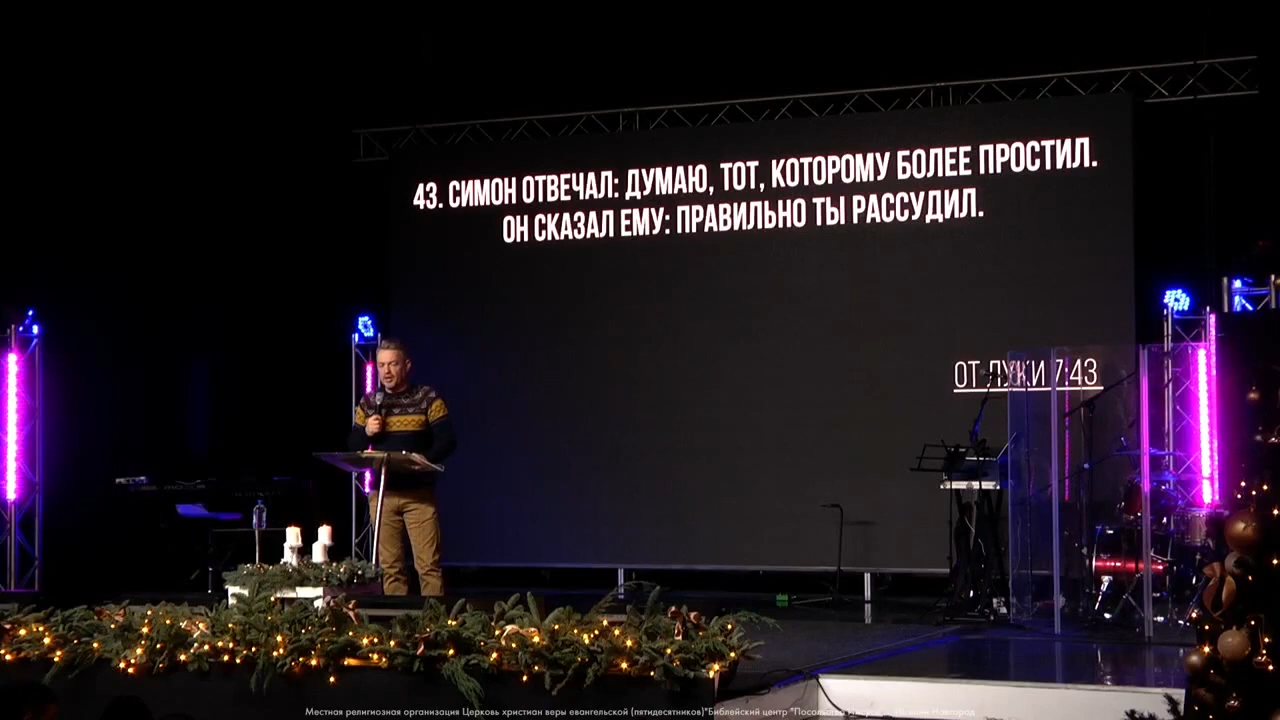 43. СИМОН ОТВЕЧАЛ: ДУМАЮ, ТОТ, КОТОРОМУ БОЛЕЕ ПРОСТИЛ.
ОН СКАЗАЛ ЕМУ: ПРАВИЛЬНО ТЫ РАССУДИЛ.
ОТ ЛУКИ 7:43
Местная религиозная организация Церковь христиан веры евангельской (пятидесятников)"Библейский центр "Посольство Иисуса" г. Нижний Новгород